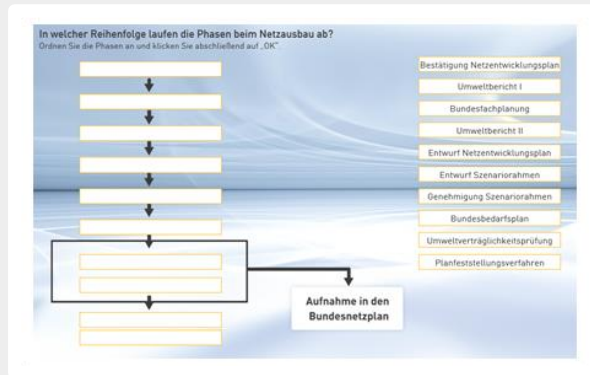 In welcher Reihenfolge laufen die Phasen beim Netzausbau ab?
Ordnen Sie die Phasen an und klicken Sie abschließend auf „OK“.
Bestätigung Netzentwicklungsplan
Umweltbericht I
Bundesfachplanung
Umweltbericht II
Entwurf Netzentwicklungsplan
Entwurf Szenariorahmen
Genehmigung Szenariorahmen
Bundesbedarfsplan
Umweltverträglichkeitsprüfung
Planfeststellungsverfahren
Aufnahme in den
Bundesnetzplan